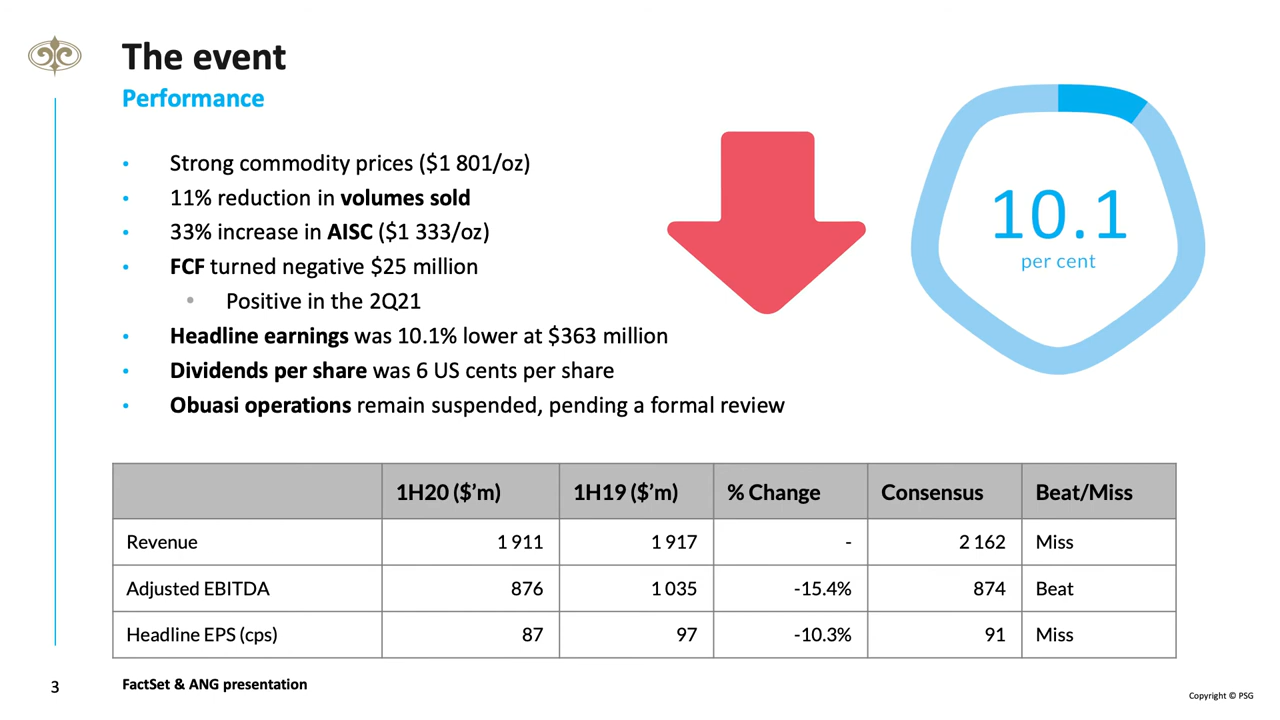 The event
Performance
• Strong commodity prices ($1 801/oz)
• 11% reduction in volumes sold
• 33% increase in AISC ($1 333/oz)
• FCF turned negative $25 million
• Positive in the 2Q21
• Headline earnings was 10.1% lower at $363 million
• Dividends per share was 6 US cents per share
• Obuasi operations remain suspended, pending a formal review
10.1
per cent
1H20 ($’m) 1H19 ($’m) % Change Consensus Beat/Miss
Revenue 1 911 1 917 - 2 162 Miss
Adjusted EBITDA 876 1 035 -15.4% 874 Beat
Headline EPS (cps) 87 97 -10.3% 91 Miss
3
FactSet & ANG presentation
Copyright © PSG